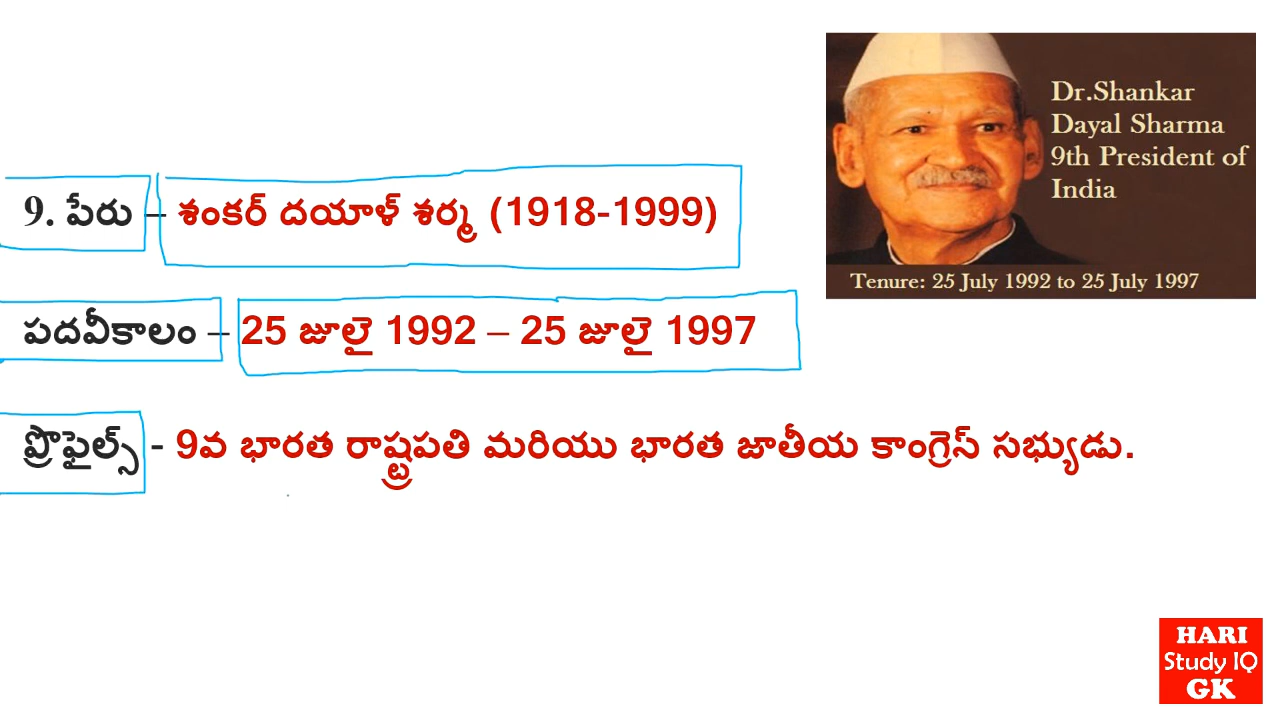 Dr.Shankar
Dayal Sharma
9th President of
India
Tenure: 25 July 1992 to 25 July 1997
9. పేరు – శంకర్ దయాళ్ శర్మ (1918-1999)
పదవీకాలం – 25 జూలై 1992 – 25 జూలై 1997
ప్రొఫైల్స్ - 9వ భారత రాష్ట్రపతి మరియు భారత జాతీయ కాంగ్రెస్ సభ్యుడు.
HARI
Study IQ
GK